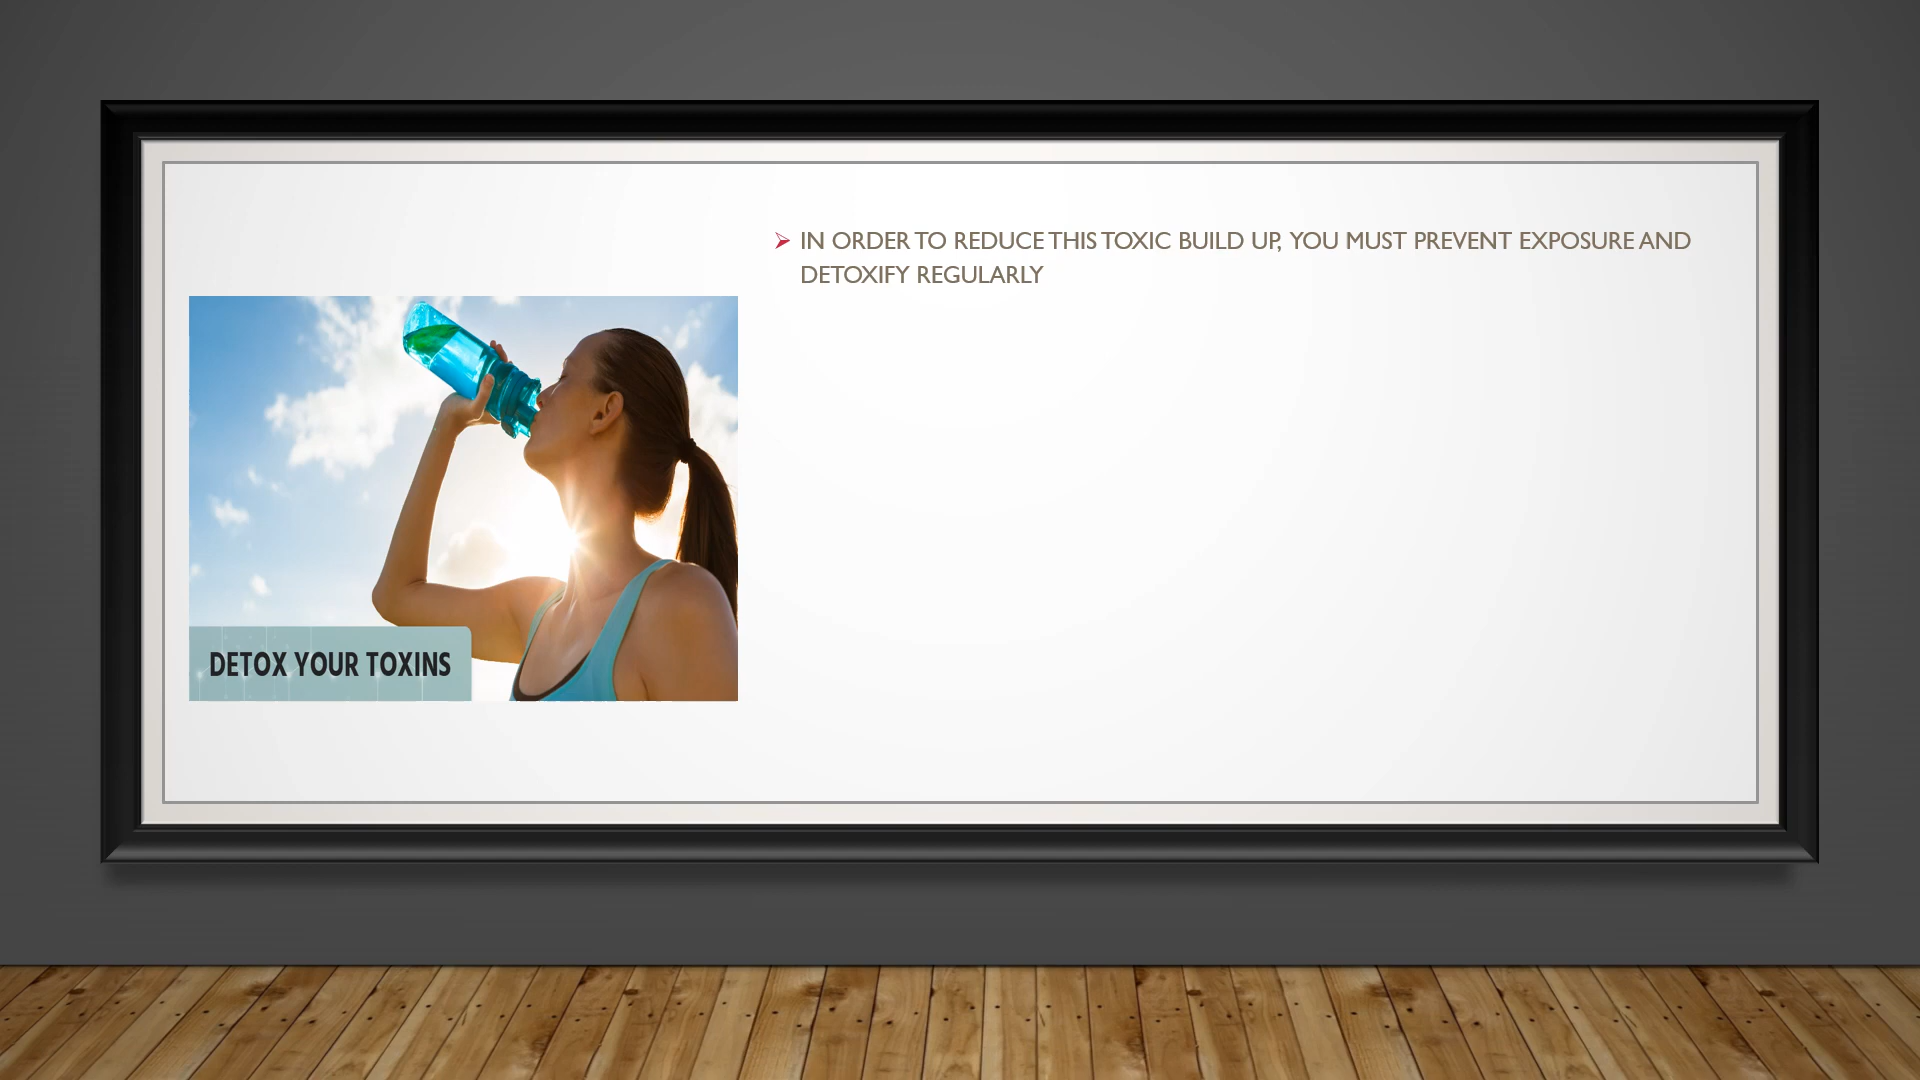 IN ORDER TO REDUCE THIS TOXIC BUILD UP, YOU MUST PREVENT EXPOSURE AND
DETOXIFY REGULARLY
DETOX YOUR TOXINS